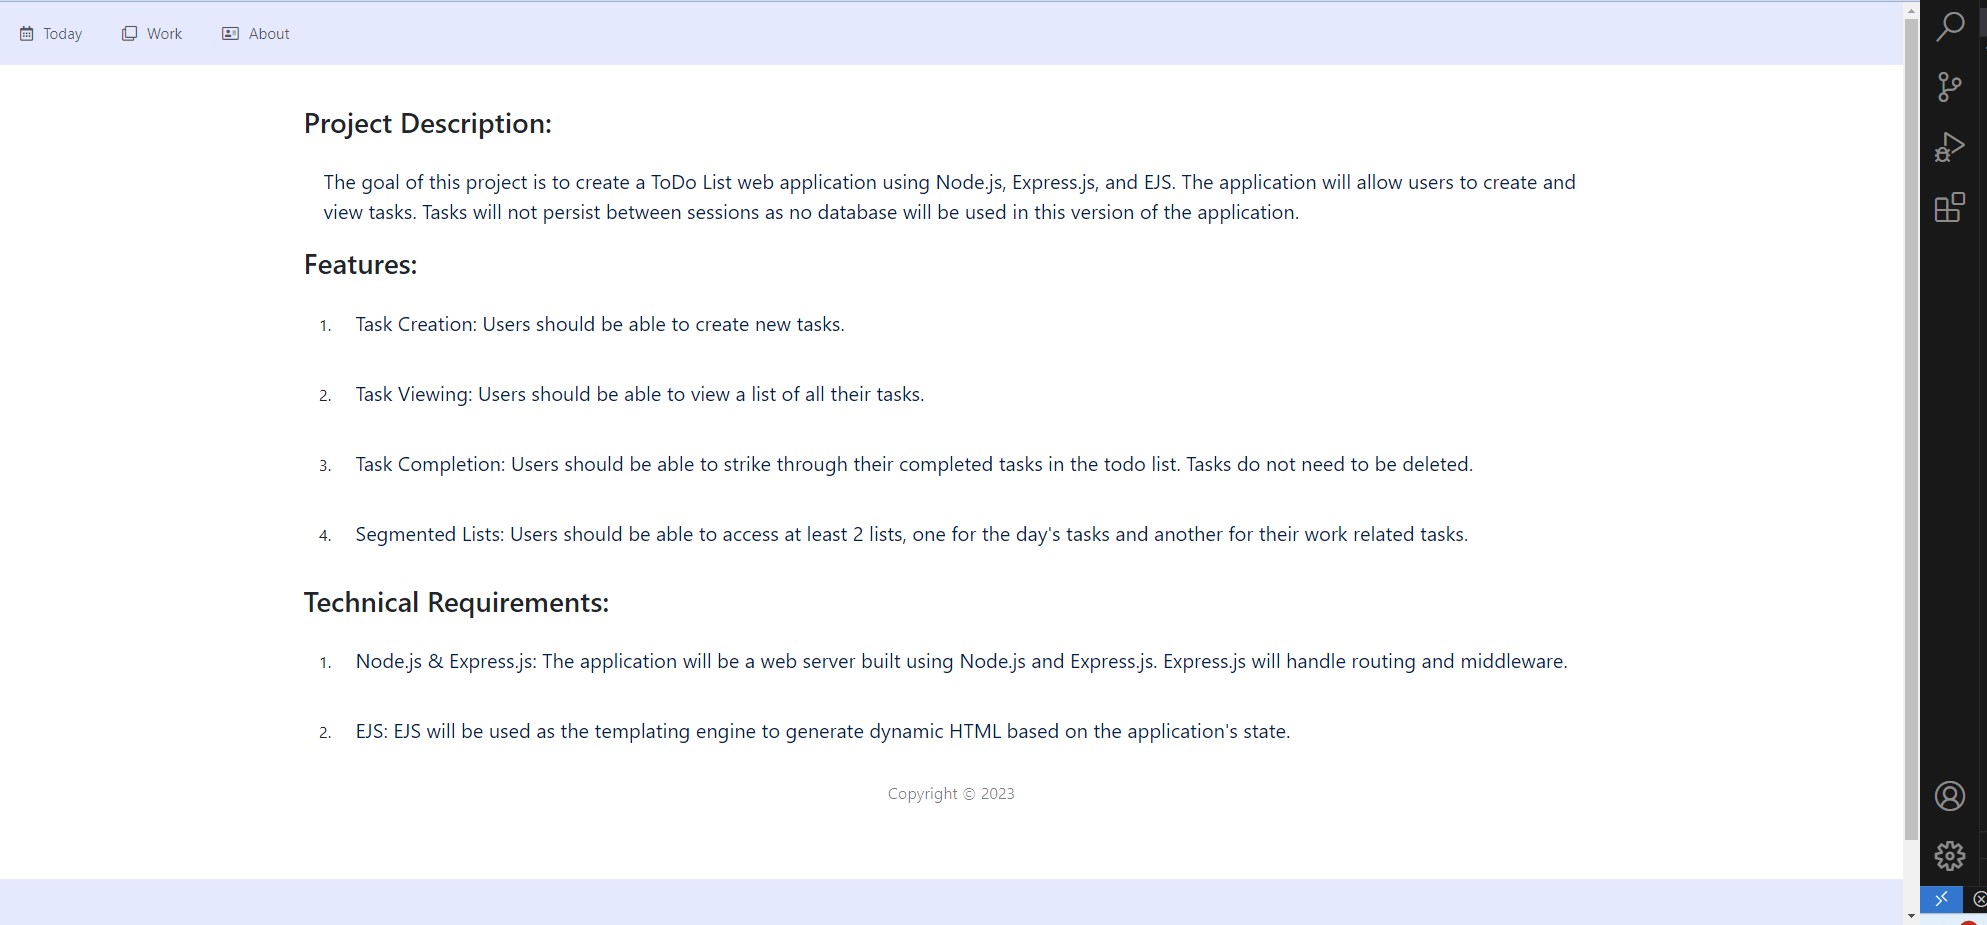 Today Work About
Project Description:
The goal of this project is to create a ToDo List web application using Node.js, Express.js, and EJS. The application will allow users to create and
view tasks. Tasks will not persist between sessions as no database will be used in this version of the application.
Features:
1. Task Creation: Users should be able to create new tasks.
2. Task Viewing: Users should be able to view a list of all their tasks.
3. Task Completion: Users should be able to strike through their completed tasks in the todo list. Tasks do not need to be deleted.
4. Segmented Lists: Users should be able to access at least 2 lists, one for the day's tasks and another for their work related tasks.
Technical Requirements:
1. Node.js & Express.js: The application will be a web server built using Node.js and Express.js. Express.js will handle routing and middleware.
2. EJS: EJS will be used as the templating engine to generate dynamic HTML based on the application's state.
Copyright © 2023